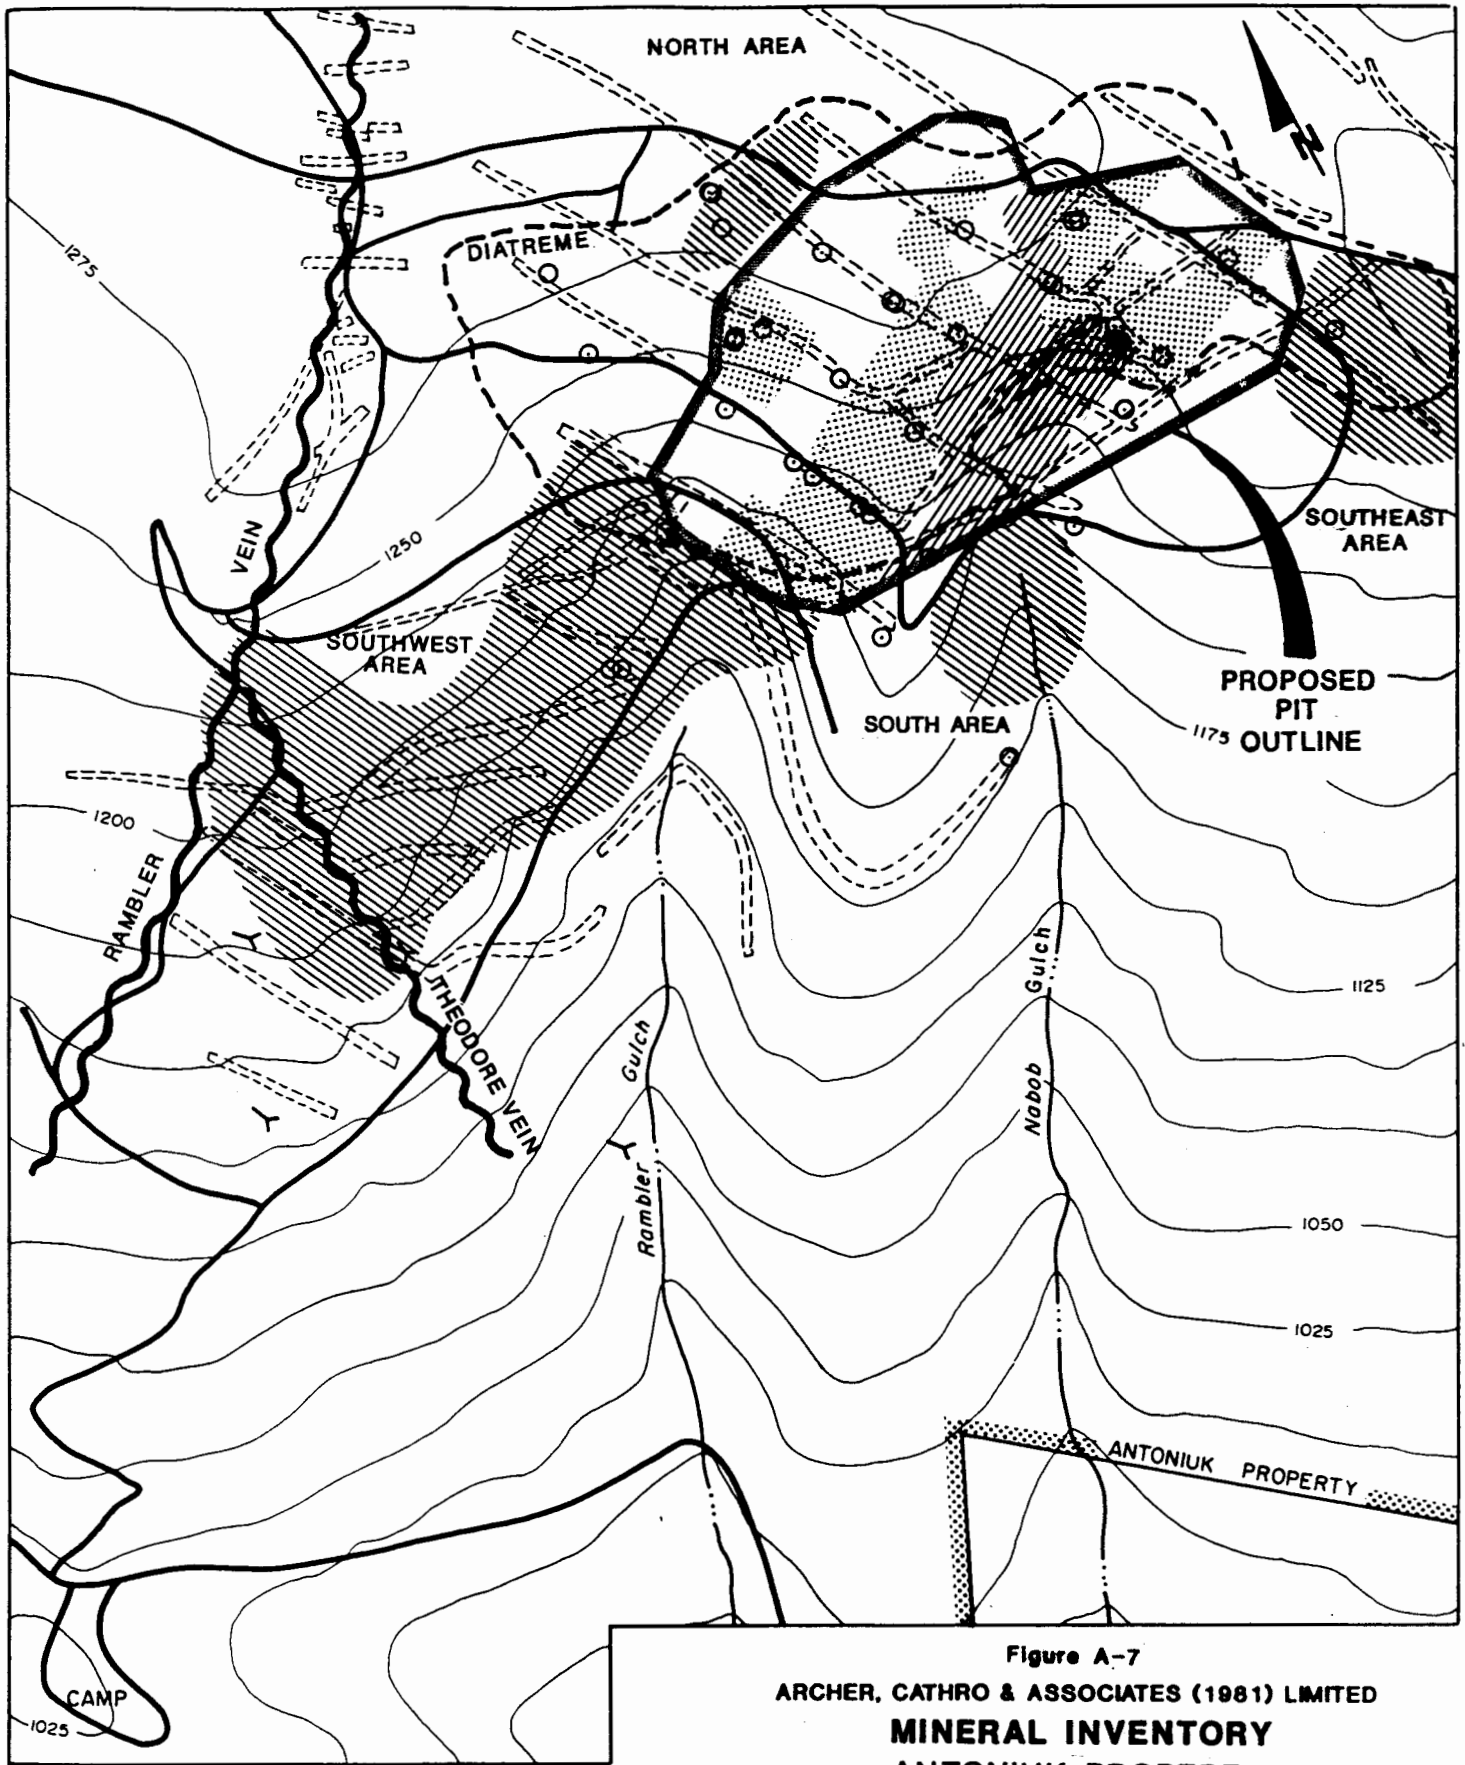 NORTH AREA
N
DIATREME
1275
VEIN
1250
SOUTHEAST
AREA
SOUTHWEST
AREA
PROPOSED
PIT
OUTLINE
SOUTH AREA
1175
1200
RAMBLER
THEODORE VEIN
Rambler Gulch
Nabob Gulch
1125
1050
1025
ANTONIUK PROPERTY
CAMP
1025
Figure A-7
ARCHER, CATHRO & ASSOCIATES (1981) LIMITED
MINERAL INVENTORY